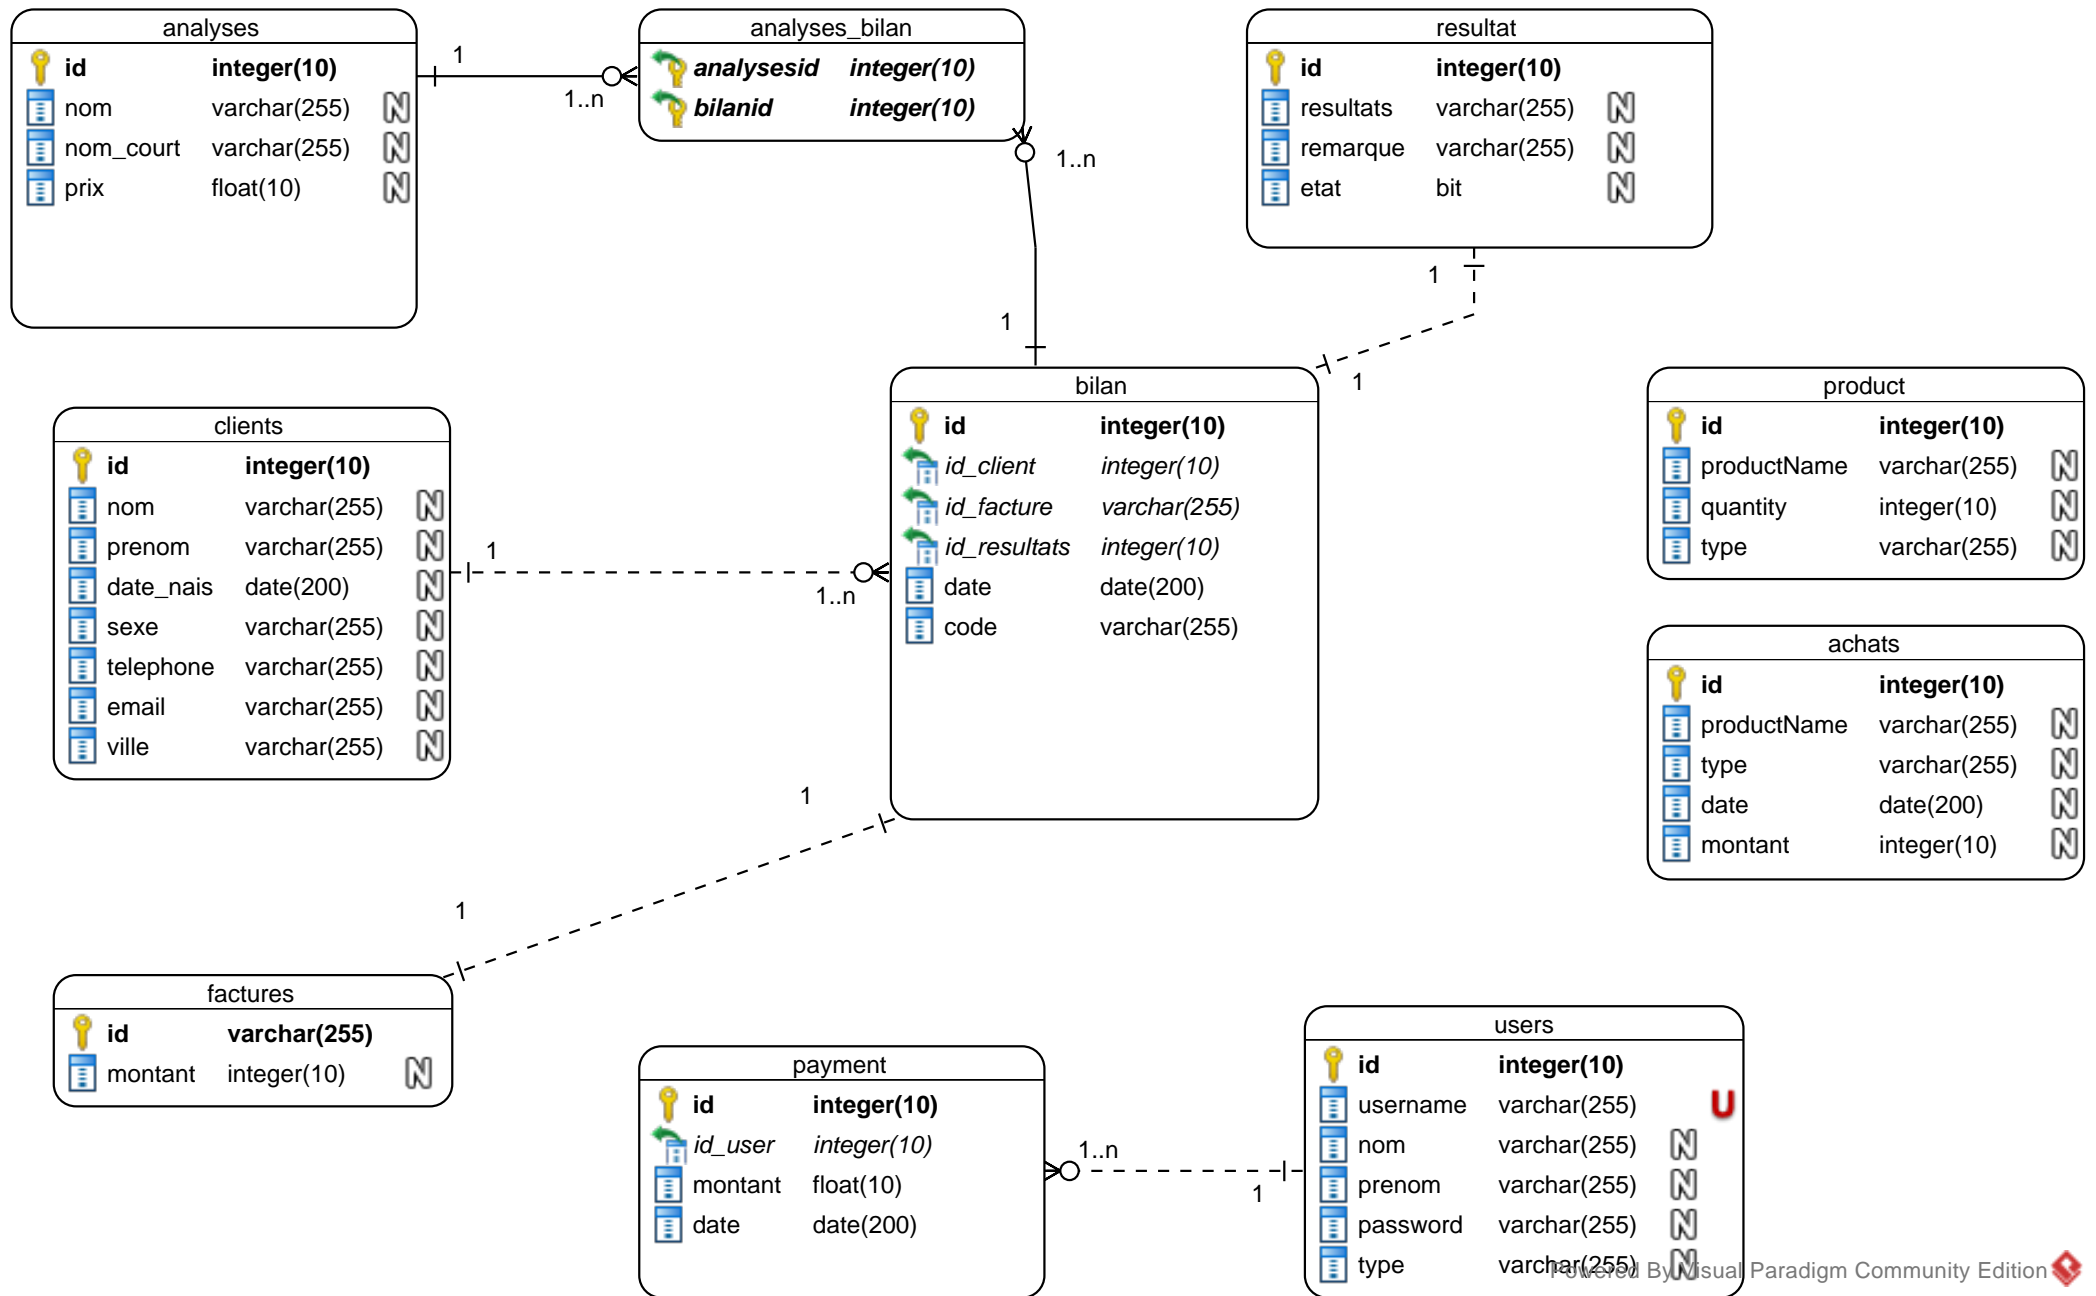 analyses
id integer(10)
nom varchar(255) N
nom_court varchar(255) N
prix float(10) N
1
1..n
analyses_bilan
analysesid integer(10)
bilanid integer(10)
1..n
1
resultat
id integer(10)
resultats varchar(255) N
remarque varchar(255) N
etat bit N
1
1
clients
id integer(10)
nom varchar(255) N
prenom varchar(255) N
date_nais date(200) N
sexe varchar(255) N
telephone varchar(255) N
email varchar(255) N
ville varchar(255) N
1
1..n
bilan
id integer(10)
id_client integer(10)
id_facture varchar(255)
id_resultats integer(10)
date date(200)
code varchar(255)
product
id integer(10)
productName varchar(255) N
quantity integer(10) N
type varchar(255) N
achats
id integer(10)
productName varchar(255) N
type varchar(255) N
date date(200) N
montant integer(10) N
1
1
factures
id varchar(255)
montant integer(10) N
payment
id integer(10)
id_user integer(10)
montant float(10)
date date(200)
1..n
1
users
id integer(10)
username varchar(255) U
nom varchar(255) N
prenom varchar(255) N
password varchar(255) N
type varchar(255) N
Powered By Visual Paradigm Community Edition